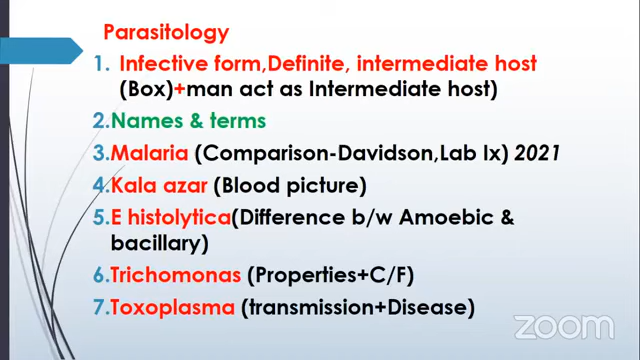 Parasitology
1. Infective form,Definite, intermediate host
(Box)+man act as Intermediate host)
2.Names & terms
3.Malaria (Comparison-Davidson,Lab Ix) 2021
4.Kala azar (Blood picture)
5.E histolytica(Difference b/w Amoebic &
bacillary)
6.Trichomonas (Properties+C/F)
7.Toxoplasma (transmission+Disease)
zoom